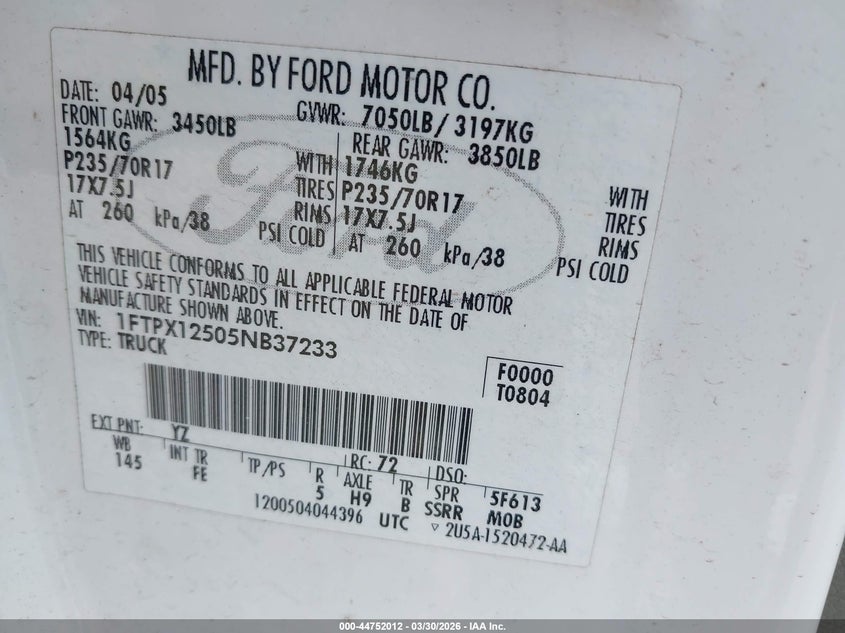 MFD. BY FORD MOTOR CO.
DATE: 04/05 GVWR: 7050LB/ 3197KG
FRONT GAWR: 3450LB REAR GAWR: 3850LB
1564KG WITH 1746KG WITH
P235/70R17 TIRES P235/70R17 TIRES
17X7.5J RIMS 17X7.5J RIMS
AT 260 kPa/38 PSI COLD AT 260 kPa/38 PSI COLD
THIS VEHICLE CONFORMS TO ALL APPLICABLE FEDERAL MOTOR
VEHICLE SAFETY STANDARDS IN EFFECT ON THE DATE OF
MANUFACTURE SHOWN ABOVE.
VIN: 1FTPX12505NB37233
TYPE: TRUCK
F0000
T0804
EXT PNT: YZ RC: 72 DSO:
WB INT TR TP/PS R AXLE TR SPR 5F613
145 FE 5 H9 B SSRR MOB
1200504044396 UTC ▽ 2U5A-1520472-AA
Ford
000-44752012 - 03/30/2026 - IAA Inc.